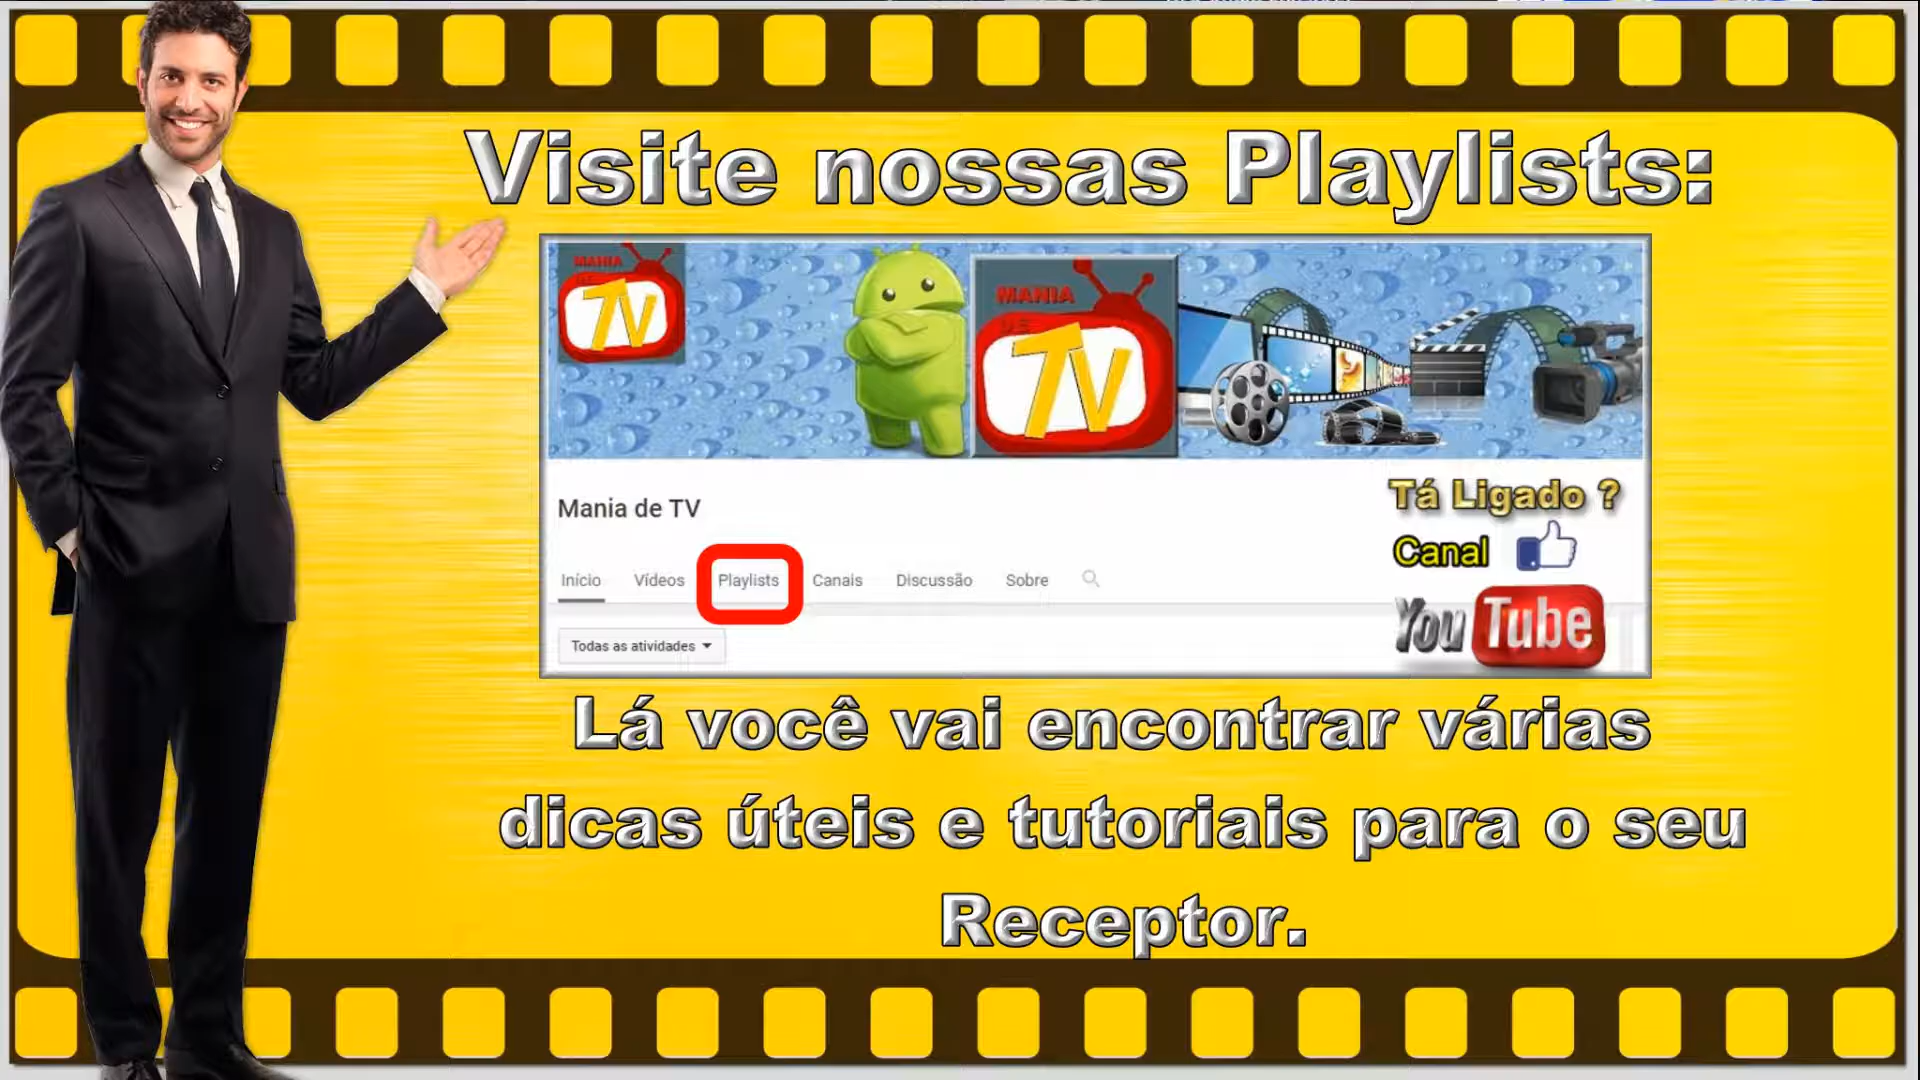 Visite nossas Playlists:
MANIA
TV
MANIA
DE
TV
Mania de TV
Tá Ligado ?
Canal
Início Vídeos Playlists Canais Discussão Sobre
You Tube
Todas as atividades
Lá você vai encontrar várias
dicas úteis e tutoriais para o seu
Receptor.